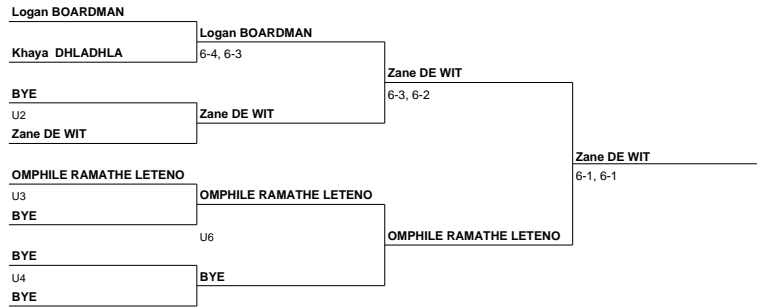 Logan BOARDMAN
Logan BOARDMAN
Khaya DHLADHLA
6-4, 6-3
Zane DE WIT
BYE
6-3, 6-2
U2
Zane DE WIT
Zane DE WIT
Zane DE WIT
OMPHILE RAMATHE LETENO
6-1, 6-1
U3
OMPHILE RAMATHE LETENO
BYE
U6
OMPHILE RAMATHE LETENO
BYE
U4
BYE
BYE